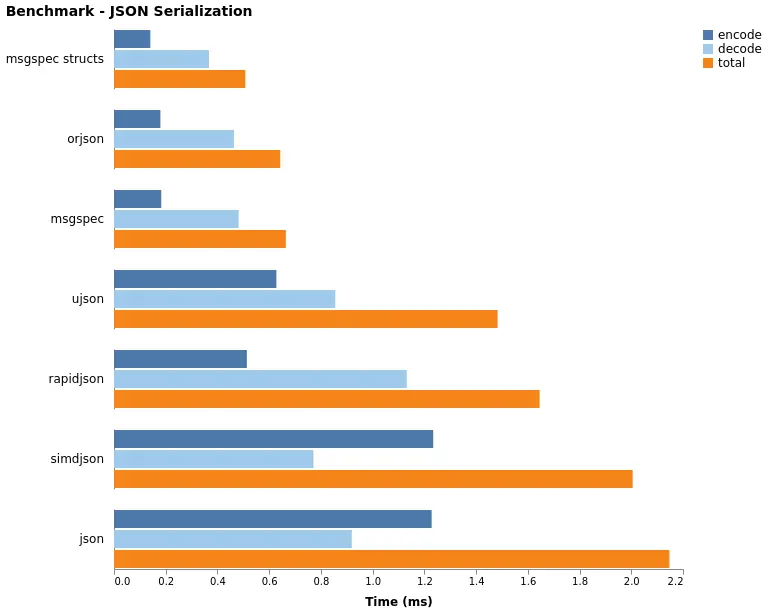 Benchmark - JSON Serialization
encode
decode
total
msgspec structs
orjson
msgspec
ujson
rapidjson
simdjson
json
0.0 0.2 0.4 0.6 0.8 1.0 1.2 1.4 1.6 1.8 2.0 2.2
Time (ms)